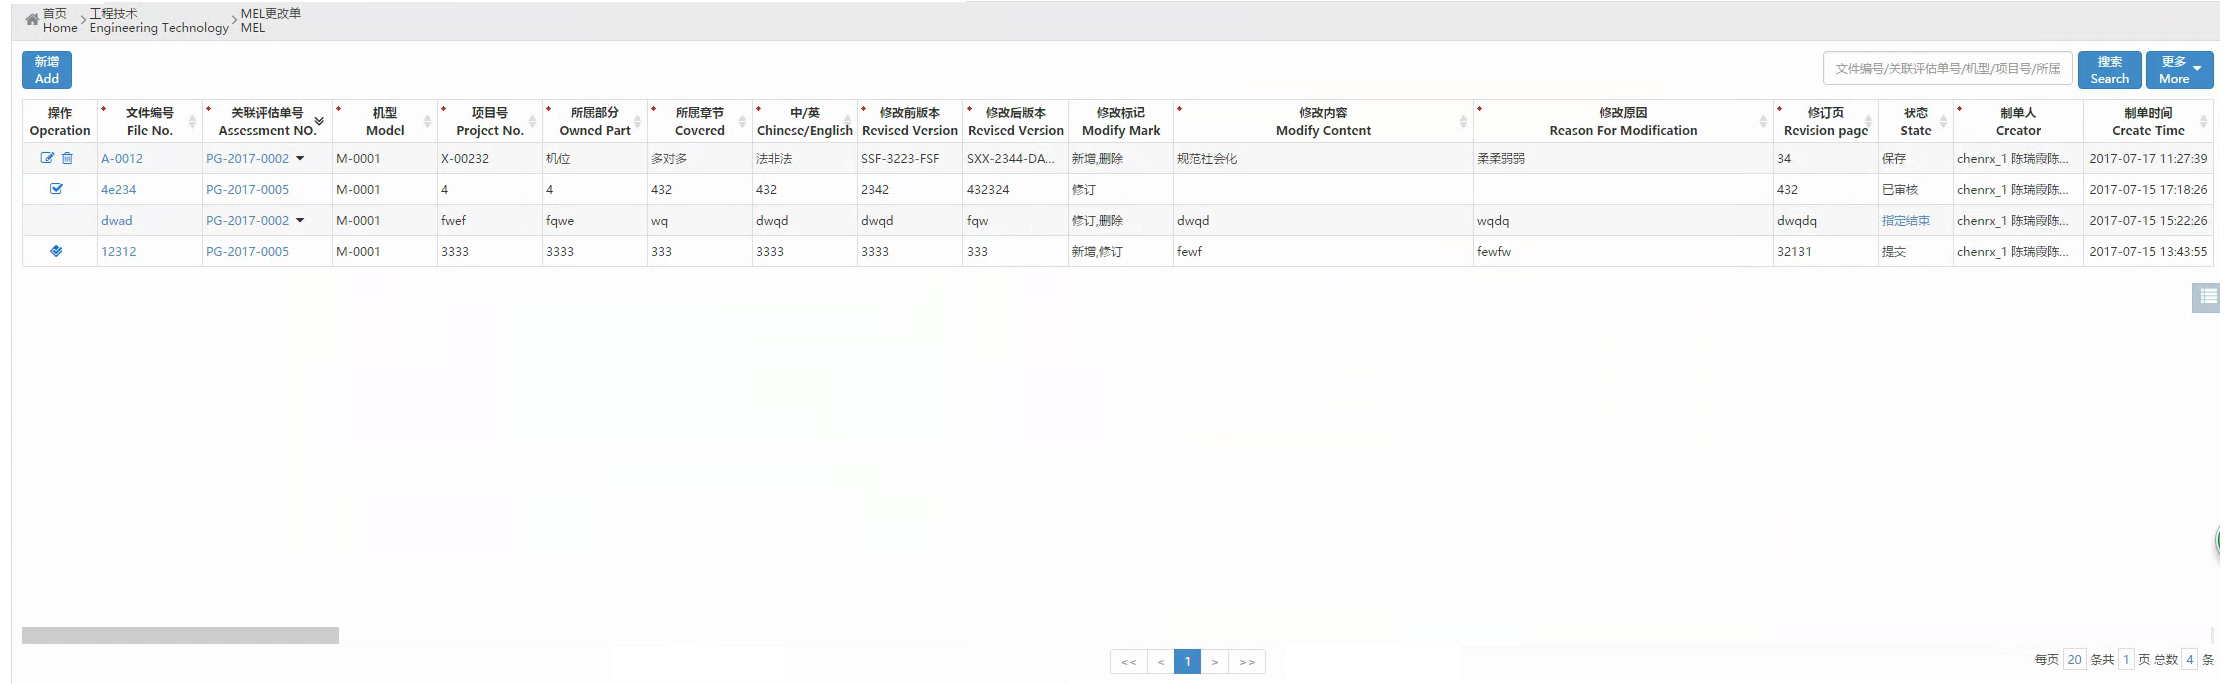 首页 工程技术 MEL更改单
Home Engineering Technology MEL
新增
Add
文件编号/关联评估单号/机型/项目号/所属
搜索
Search
更多
More
操作 文件编号 关联评估单号 机型 项目号 所属部分 所属章节 中/英 修改前版本 修改后版本 修改标记 修改内容 修改原因 修订页 状态 制单人 制单时间
Operation File No. Assessment NO. Model Project No. Owned Part Covered Chinese/English Revised Version Revised Version Modify Mark Modify Content Reason For Modification Revision page State Creator Create Time
A-0012 PG-2017-0002 M-0001 X-00232 机位 多对多 法非法 SSF-3223-FSF SXX-2344-DA... 新增,删除 规范社会化 柔柔弱弱 34 保存 chenrx_1 陈瑞霞陈... 2017-07-17 11:27:39
4e234 PG-2017-0005 M-0001 4 4 432 432 2342 432324 修订 432 已审核 chenrx_1 陈瑞霞陈... 2017-07-15 17:18:26
dwad PG-2017-0002 M-0001 fwef fqwe wq dwqd dwqd fqw 修订,删除 dwqd wqdq dwqdq 指定结束 chenrx_1 陈瑞霞陈... 2017-07-15 15:22:26
12312 PG-2017-0005 M-0001 3333 3333 333 3333 3333 333 新增,修订 fewf fewfw 32131 提交 chenrx_1 陈瑞霞陈... 2017-07-15 13:43:55
<< < 1 > >>
每页 20 条共 1 页 总数 4 条